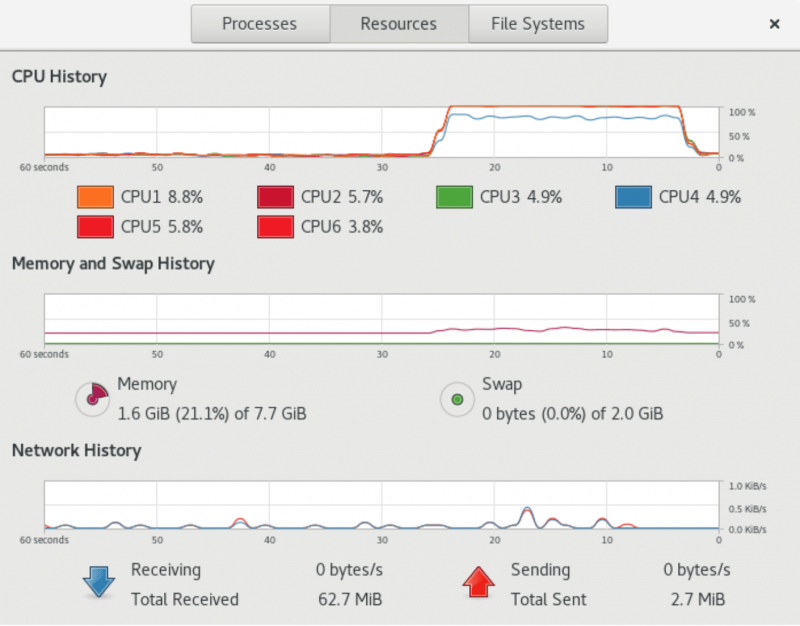 Processes Resources File Systems ×
CPU History
100 %
50 %
0 %
60 seconds 50 40 30 20 10 0
CPU1 8.8% CPU2 5.7% CPU3 4.9% CPU4 4.9%
CPU5 5.8% CPU6 3.8%
Memory and Swap History
100 %
50 %
0 %
60 seconds 50 40 30 20 10 0
Memory Swap
1.6 GiB (21.1%) of 7.7 GiB 0 bytes (0.0%) of 2.0 GiB
Network History
1.0 KiB/s
0.5 KiB/s
0.0 KiB/s
60 seconds 50 40 30 20 10 0
Receiving 0 bytes/s Sending 0 bytes/s
Total Received 62.7 MiB Total Sent 2.7 MiB